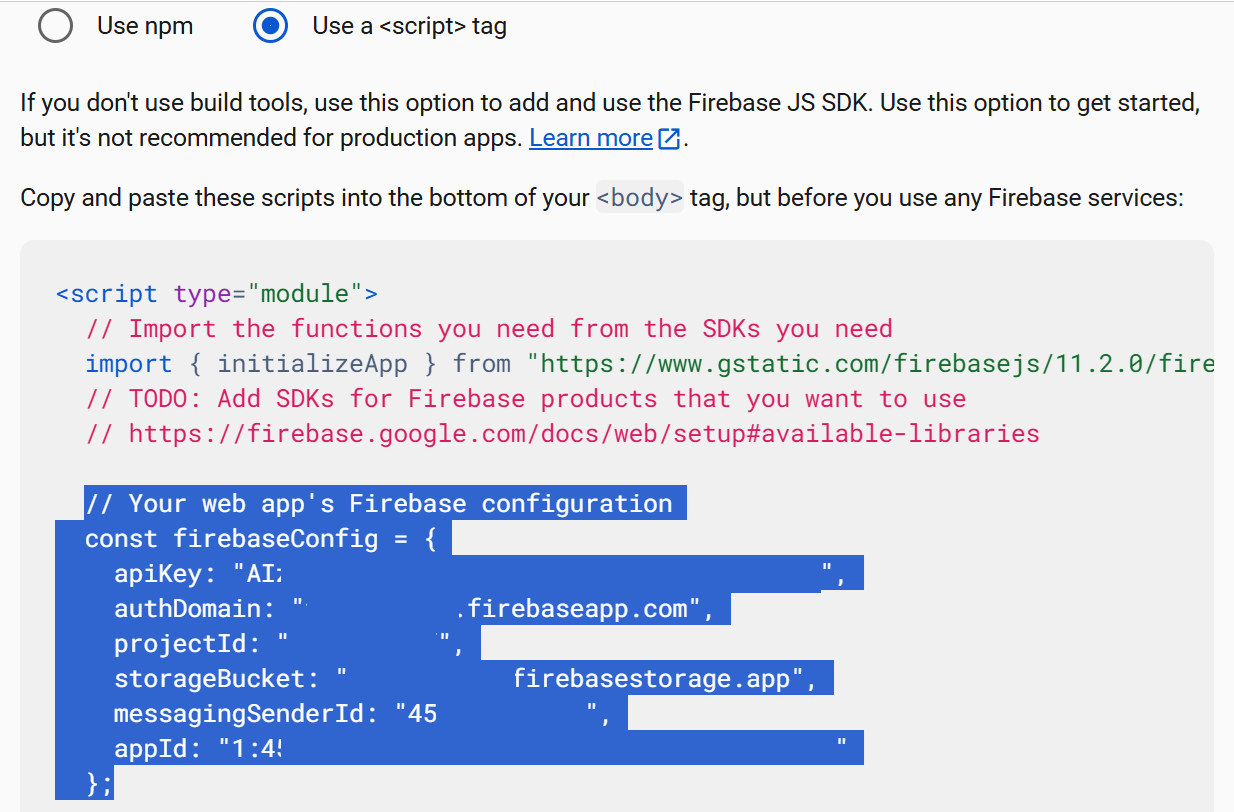 Use npm
Use a <script> tag
If you don't use build tools, use this option to add and use the Firebase JS SDK. Use this option to get started,
but it's not recommended for production apps. Learn more.
Copy and paste these scripts into the bottom of your <body> tag, but before you use any Firebase services:
<script type="module">
// Import the functions you need from the SDKs you need
import { initializeApp } from "https://www.gstatic.com/firebasejs/11.2.0/fire
// TODO: Add SDKs for Firebase products that you want to use
// https://firebase.google.com/docs/web/setup#available-libraries
// Your web app's Firebase configuration
const firebaseConfig = {
apiKey: "AI ",
authDomain: " .firebaseapp.com",
projectId: " ",
storageBucket: " firebasestorage.app",
messagingSenderId: "45 ",
appId: "1:4 "
};